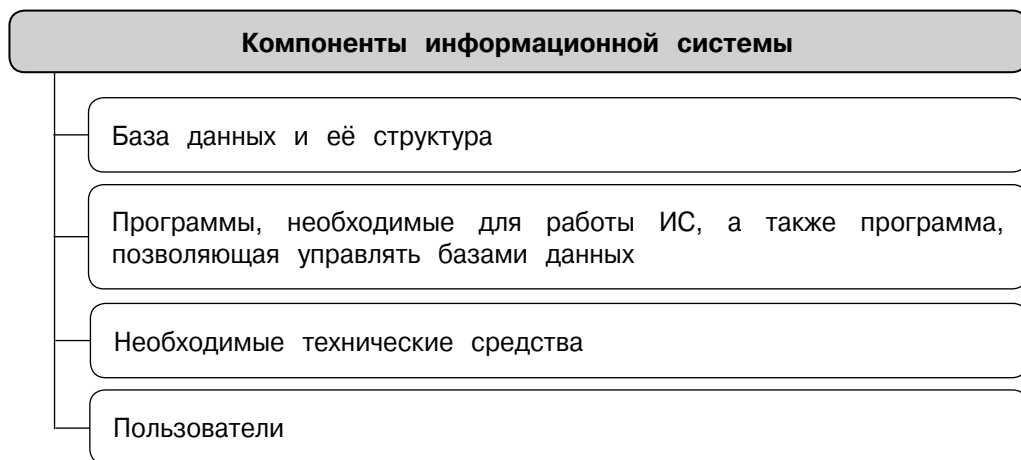 Компоненты информационной системы
База данных и её структура
Программы, необходимые для работы ИС, а также программа,
позволяющая управлять базами данных
Необходимые технические средства
Пользователи